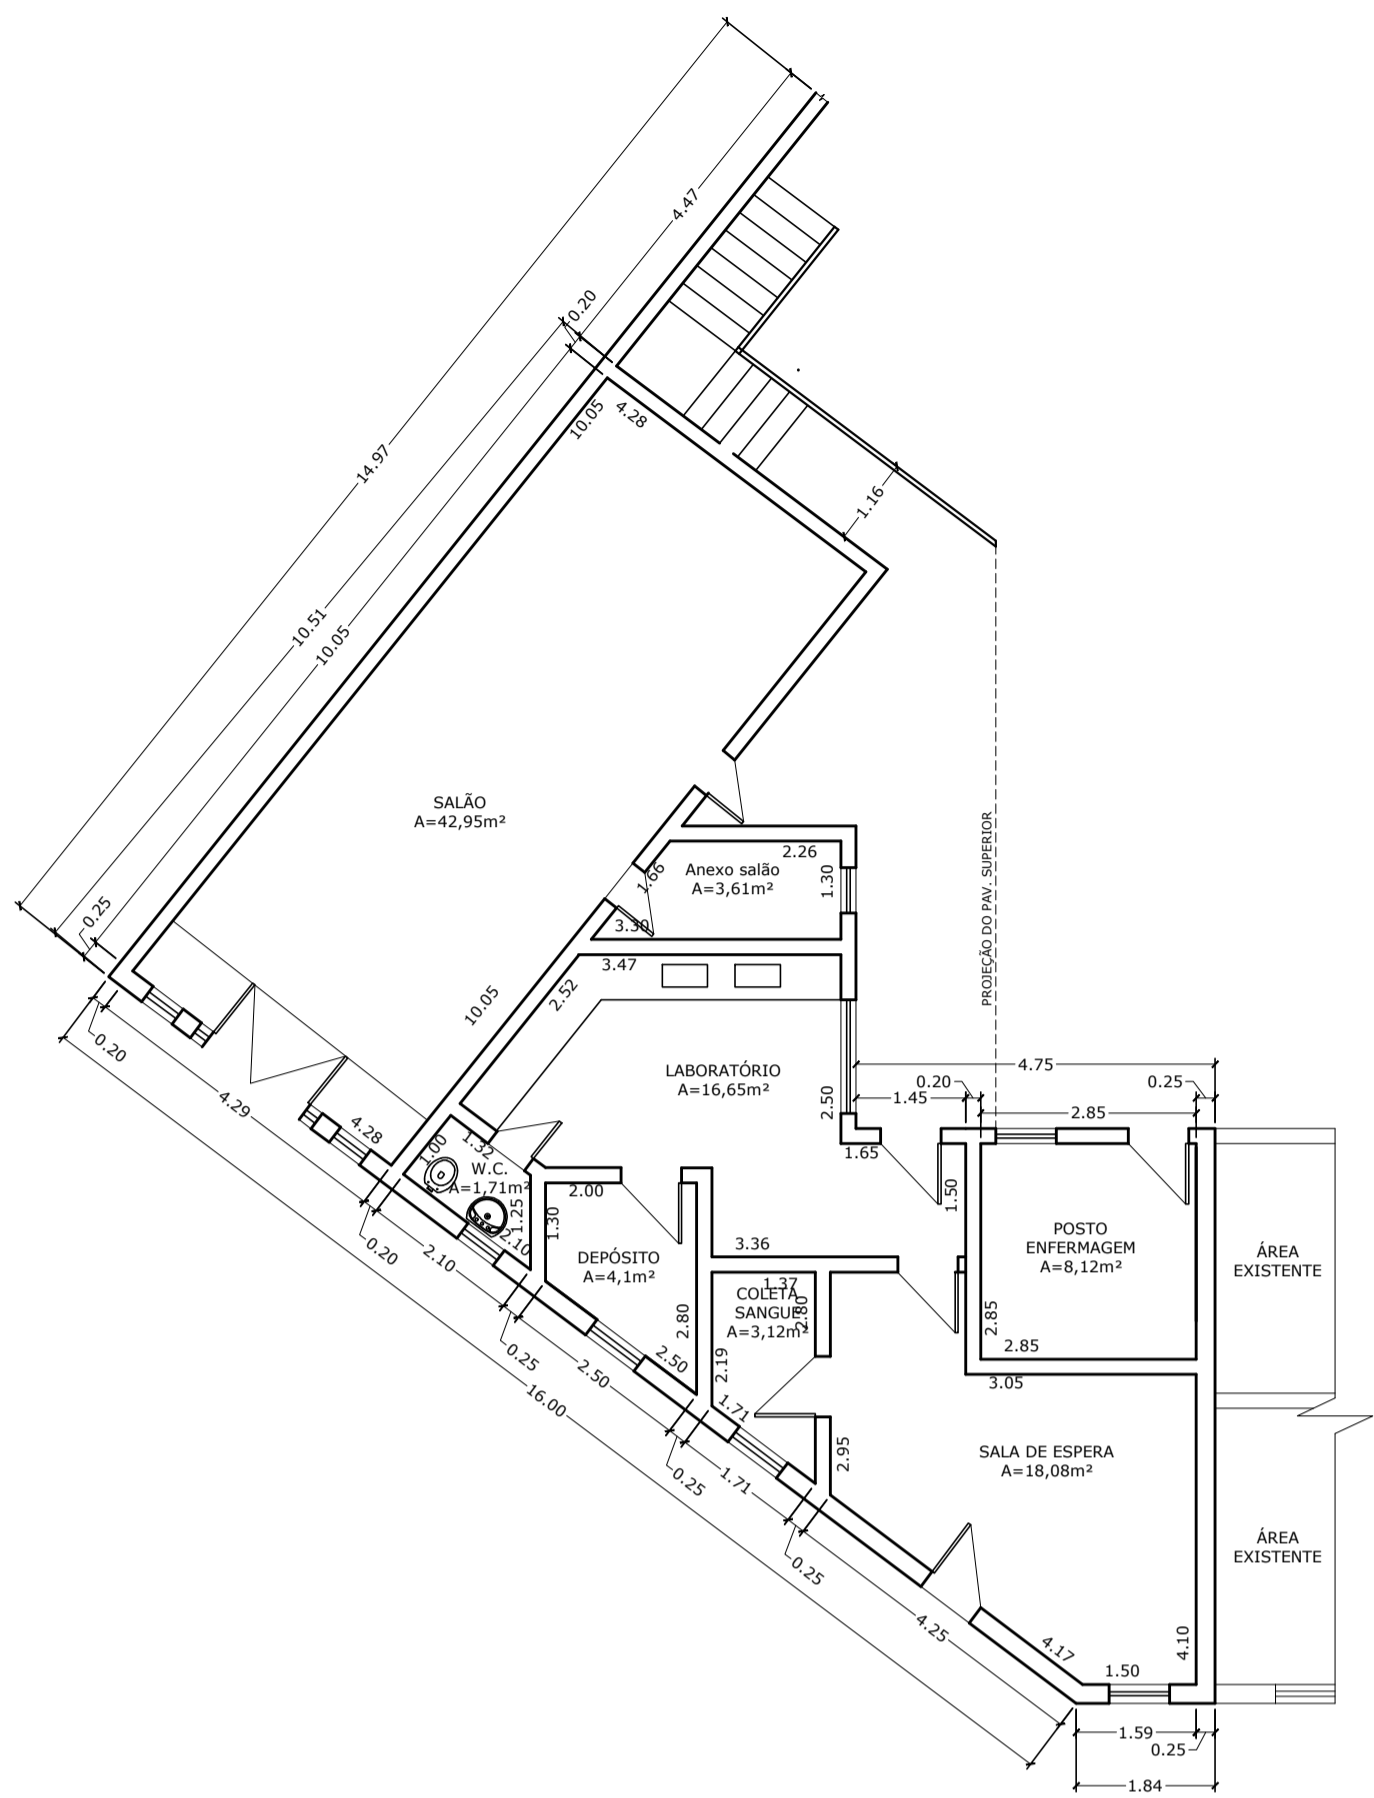 4.47
0.20
10.05
4.28
14.97
1.16
10.51
10.05
SALÃO
A=42,95m²
PROJEÇÃO DO PAV. SUPERIOR
2.26
Anexo salão
A=3,61m²
1.66
1.30
0.25
3.30
3.47
2.52
10.05
0.20
LABORATÓRIO
A=16,65m²
4.75
0.20
0.25
1.45
2.85
2.50
4.29
4.28
1.00
1.32
1.65
W.C.
A=1,71m²
2.00
1.50
1.25
1.30
2.10
0.20
2.10
3.36
DEPÓSITO
A=4,1m²
POSTO
ENFERMAGEM
A=8,12m²
ÁREA
EXISTENTE
1.37
COLETA
SANGUE
A=3,12m²
2.80
2.80
2.85
2.85
3.05
0.25
2.50
2.50
2.19
16.00
1.71
1.71
0.25
2.95
SALA DE ESPERA
A=18,08m²
ÁREA
EXISTENTE
0.25
4.25
4.17
4.10
1.50
1.59
0.25
1.84